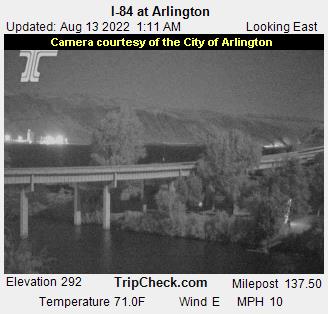 I-84 at Arlington
Updated: Aug 13 2022 1:11 AM Looking East
Camera courtesy of the City of Arlington
Elevation 292 TripCheck.com Milepost 137.50
Temperature 71.0F Wind E MPH 10